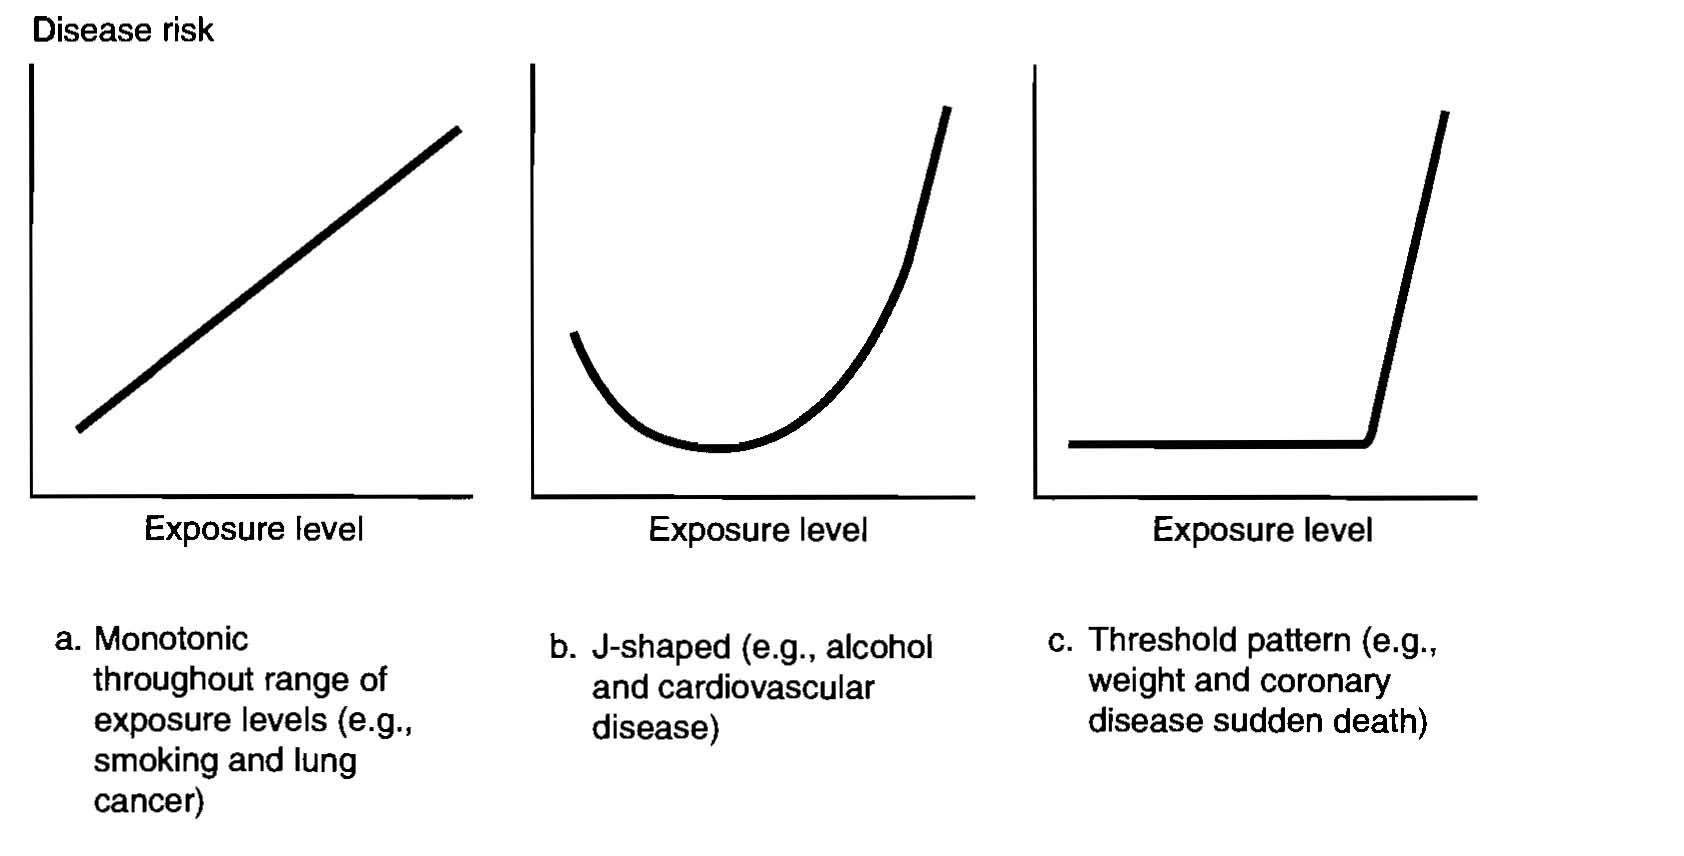 Disease risk
Exposure level
Exposure level
Exposure level
a. Monotonic
throughout range of
exposure levels (e.g.,
smoking and lung
cancer)
b. J-shaped (e.g., alcohol
and cardiovascular
disease)
c. Threshold pattern (e.g.,
weight and coronary
disease sudden death)